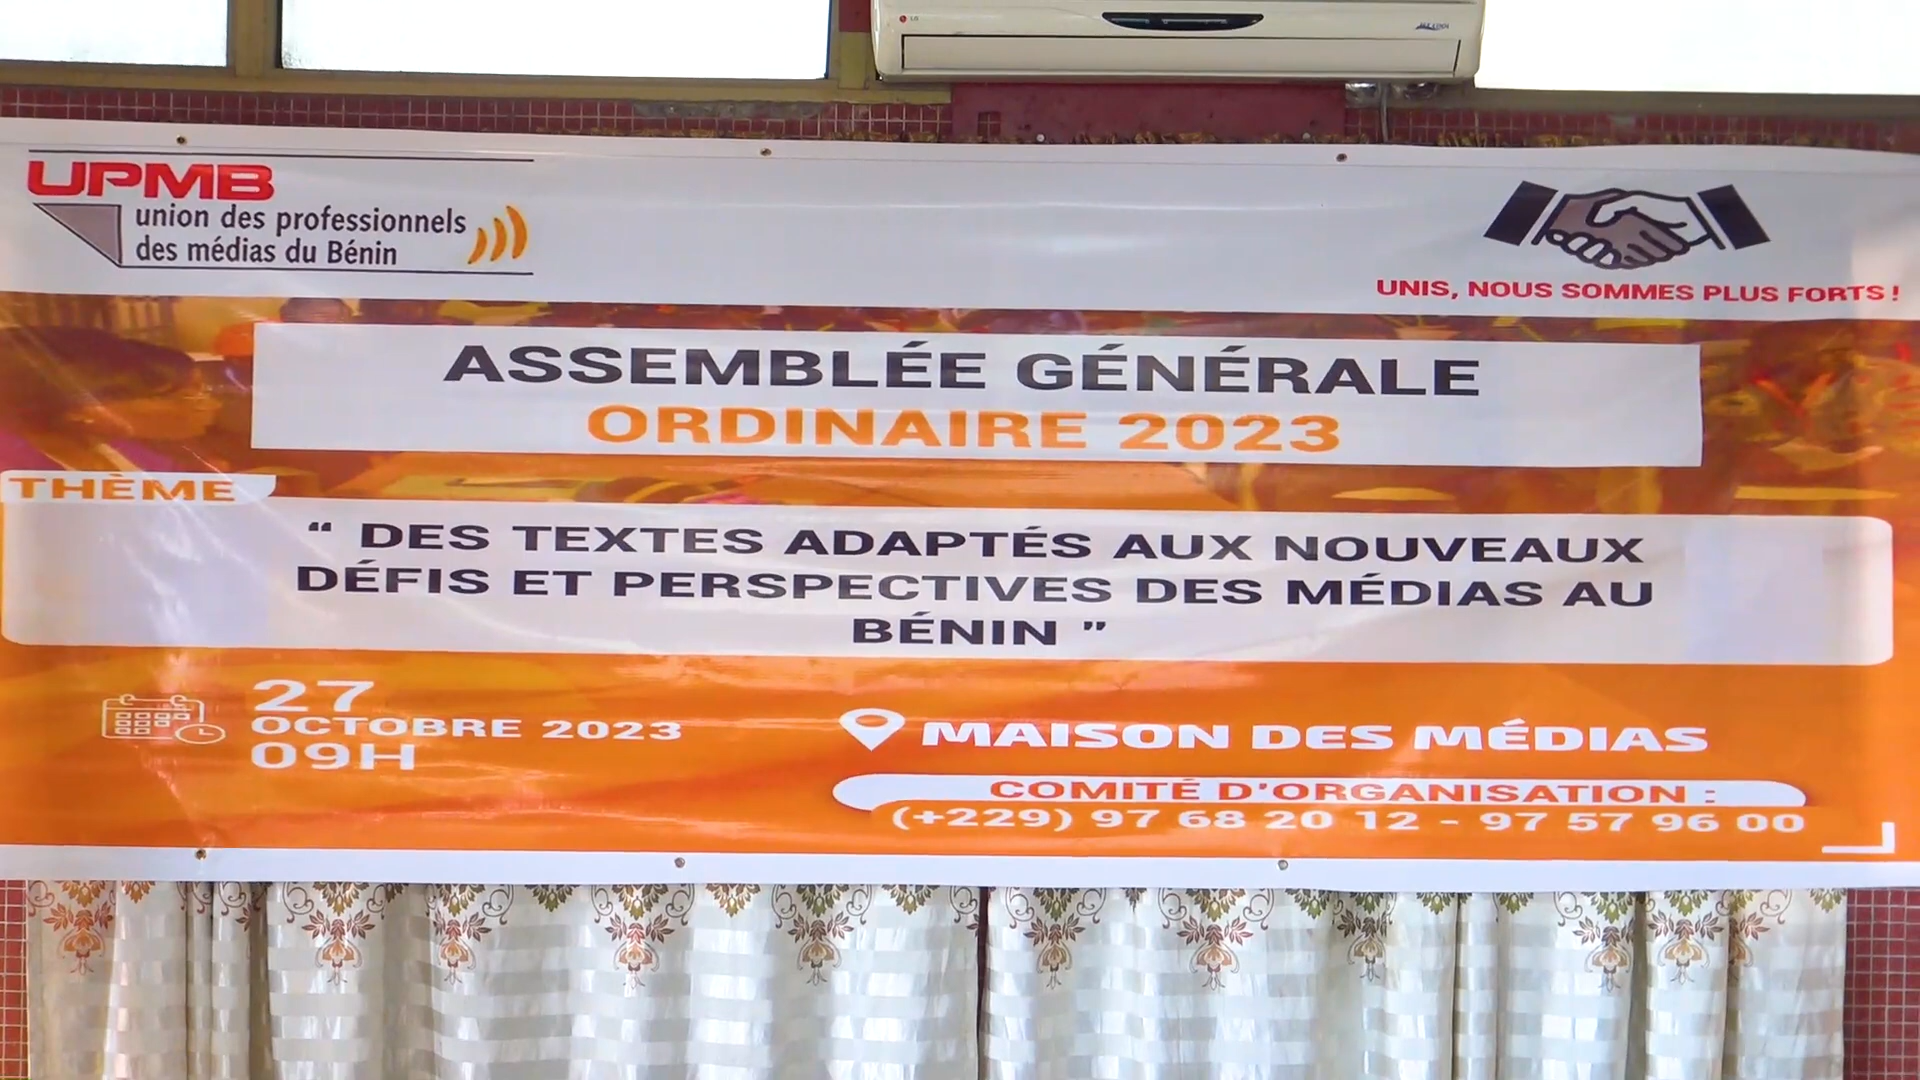 LG
UPMB
union des professionnels
des médias du Bénin
UNIS, NOUS SOMMES PLUS FORTS !
ASSEMBLÉE GÉNÉRALE
ORDINAIRE 2023
THÈME
“ DES TEXTES ADAPTÉS AUX NOUVEAUX
DÉFIS ET PERSPECTIVES DES MÉDIAS AU
BÉNIN ”
27
OCTOBRE 2023
09H
MAISON DES MÉDIAS
COMITÉ D'ORGANISATION :
(+229) 97 68 20 12 - 97 57 96 00